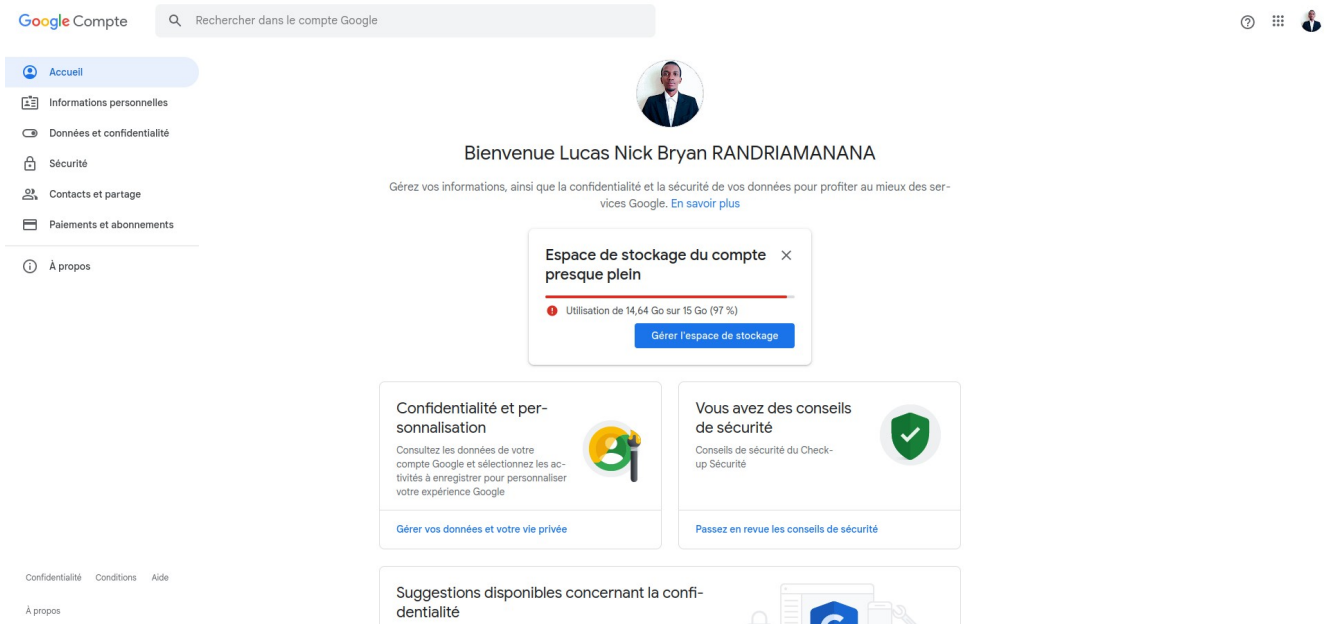 Google Compte
Rechercher dans le compte Google
Accueil
Informations personnelles
Données et confidentialité
Sécurité
Contacts et partage
Paiements et abonnements
À propos
Bienvenue Lucas Nick Bryan RANDRIAMANANA
Gérez vos informations, ainsi que la confidentialité et la sécurité de vos données pour profiter au mieux des ser-
vices Google. En savoir plus
Espace de stockage du compte
presque plein
Utilisation de 14,64 Go sur 15 Go (97 %)
Gérer l'espace de stockage
Confidentialité et per-
sonnalisation
Consultez les données de votre
compte Google et sélectionnez les ac-
tivités à enregistrer pour personnaliser
votre expérience Google
Gérer vos données et votre vie privée
Vous avez des conseils
de sécurité
Conseils de sécurité du Check-
up Sécurité
Passez en revue les conseils de sécurité
Suggestions disponibles concernant la confi-
dentialité
Confidentialité Conditions Aide
À propos